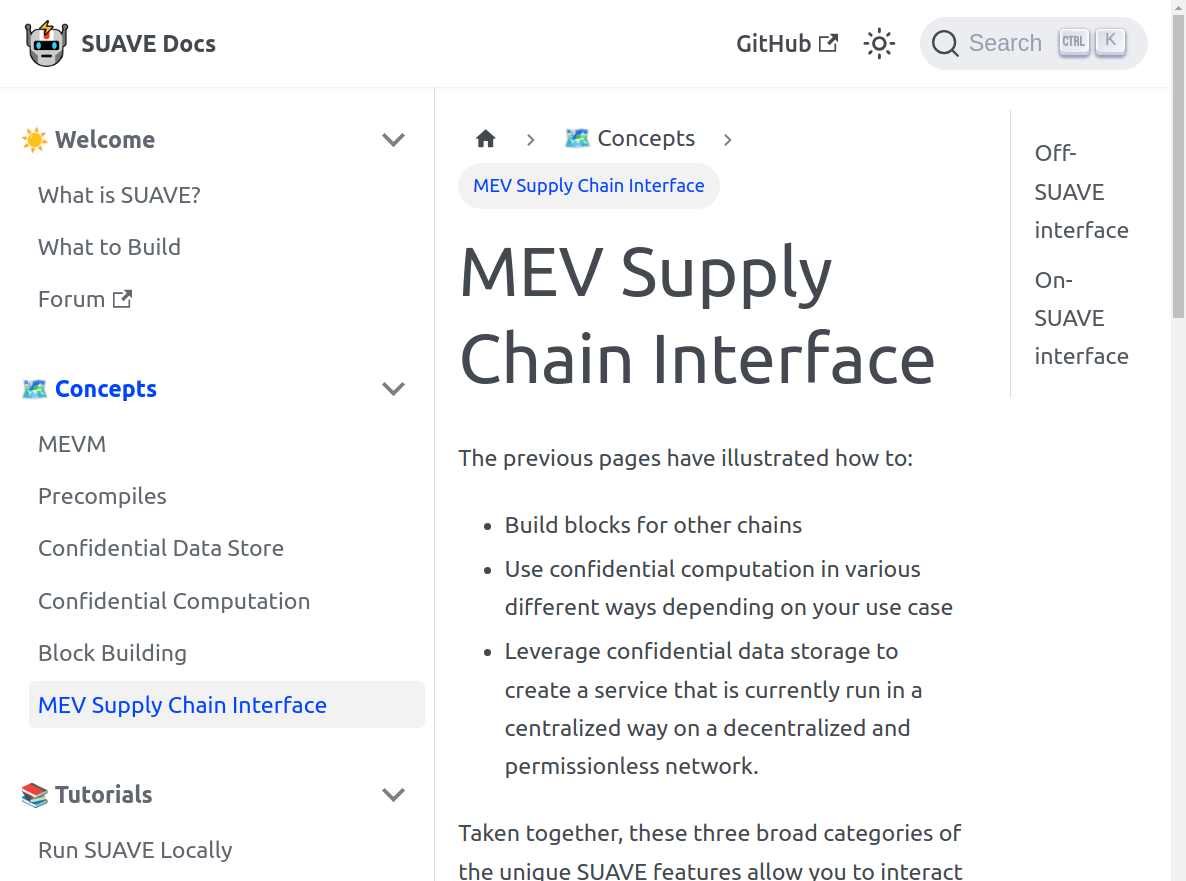 SUAVE Docs
GitHub
Search
CTRL
K
☀️ Welcome
What is SUAVE?
What to Build
Forum
🗺️ Concepts
MEVM
Precompiles
Confidential Data Store
Confidential Computation
Block Building
MEV Supply Chain Interface
📚 Tutorials
Run SUAVE Locally
🗺️ Concepts
MEV Supply Chain Interface
MEV Supply
Chain Interface
The previous pages have illustrated how to:
Build blocks for other chains
Use confidential computation in various
different ways depending on your use case
Leverage confidential data storage to
create a service that is currently run in a
centralized way on a decentralized and
permissionless network.
Taken together, these three broad categories of
the unique SUAVE features allow you to interact
Off-
SUAVE
interface
On-
SUAVE
interface